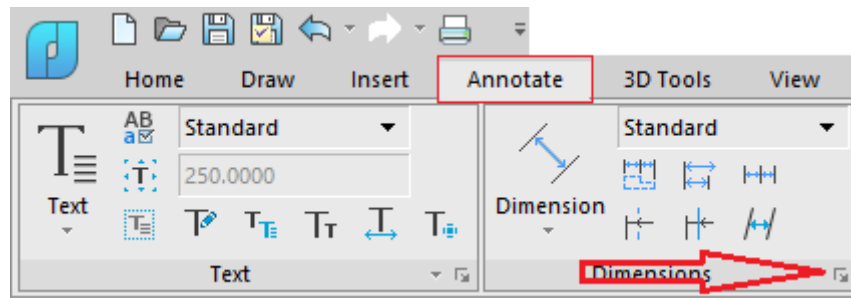 Home Draw Insert Annotate 3D Tools View
AB
a
Standard
Standard
250.0000
Text
Dimension
Text
Dimensions